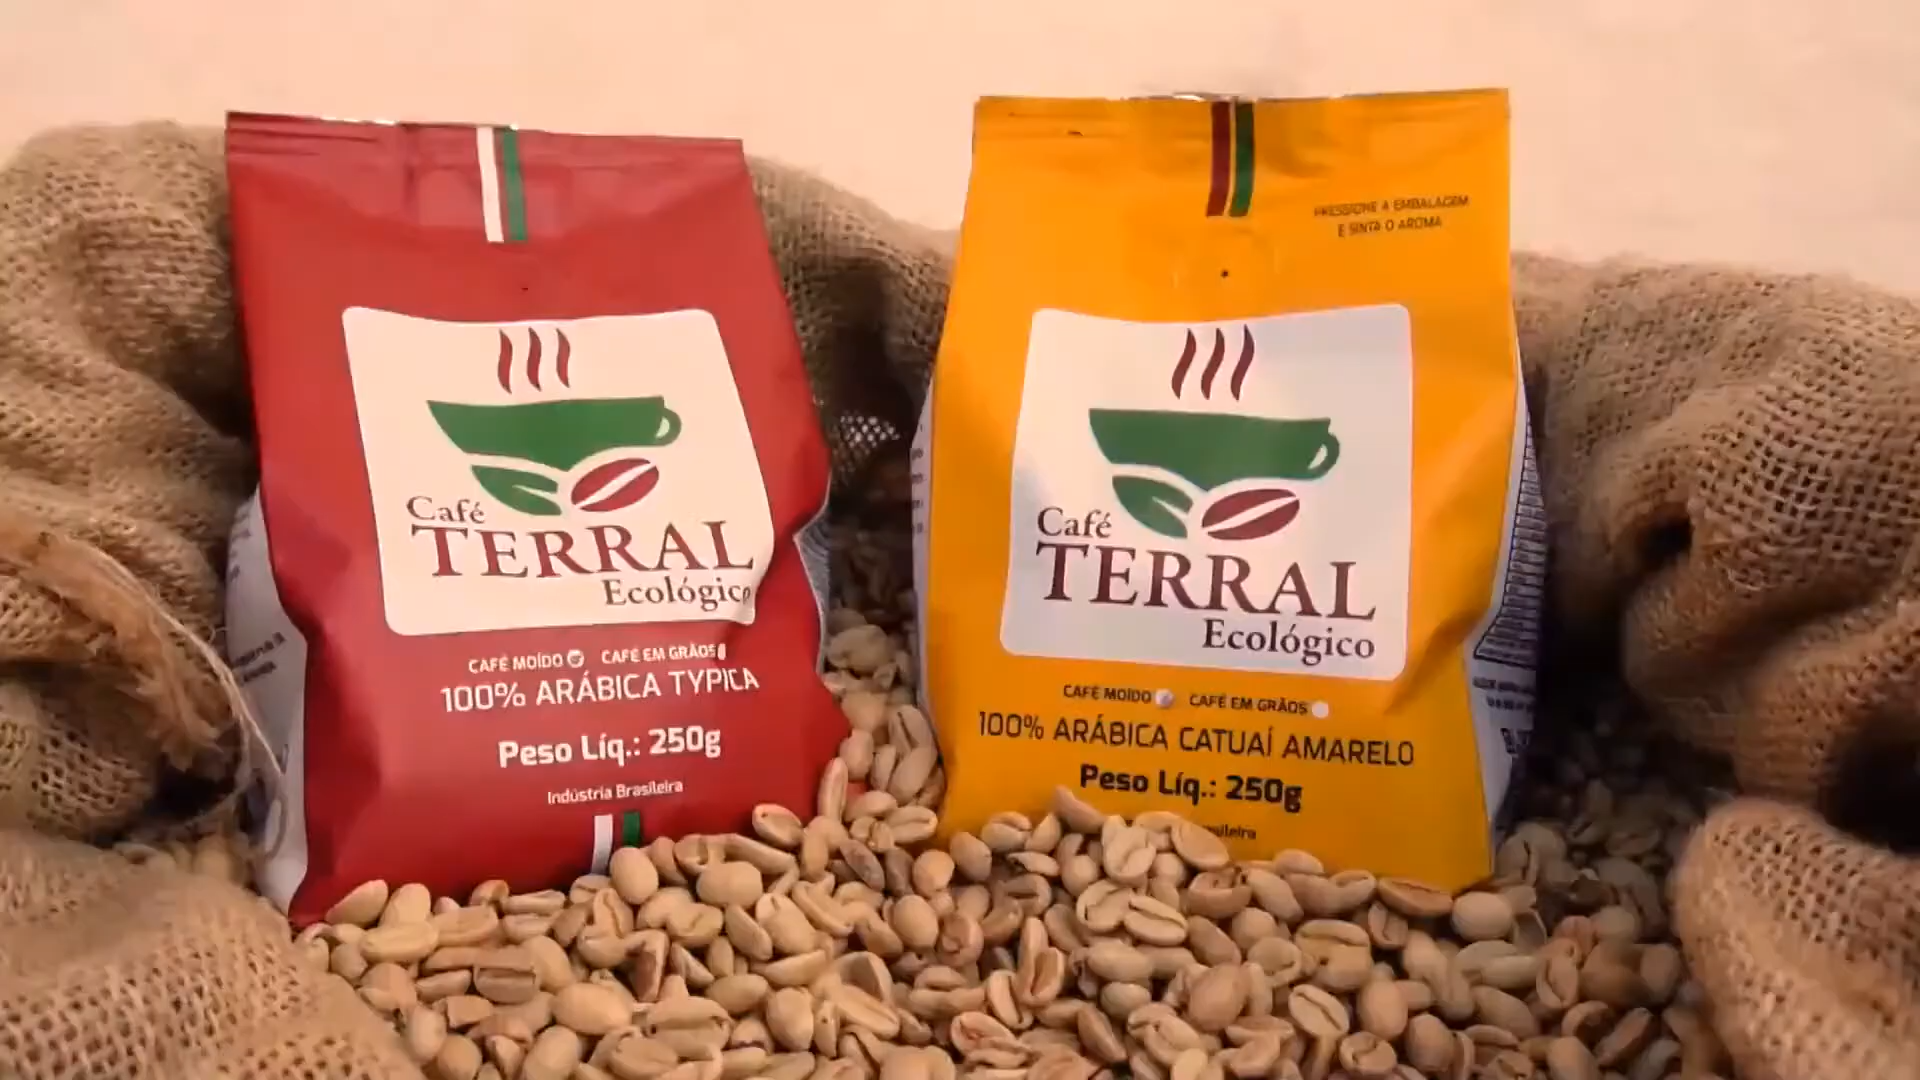 Café
TERRAL
Ecológico
CAFÉ MOÍDO CAFÉ EM GRÃOS
100% ARÁBICA TYPICA
Peso Líq.: 250g
Indústria Brasileira
PRESSIONE A EMBALAGEM
E SINTA O AROMA
Café
TERRAL
Ecológico
CAFÉ MOÍDO CAFÉ EM GRÃOS
100% ARÁBICA CATUAÍ AMARELO
Peso Líq.: 250g